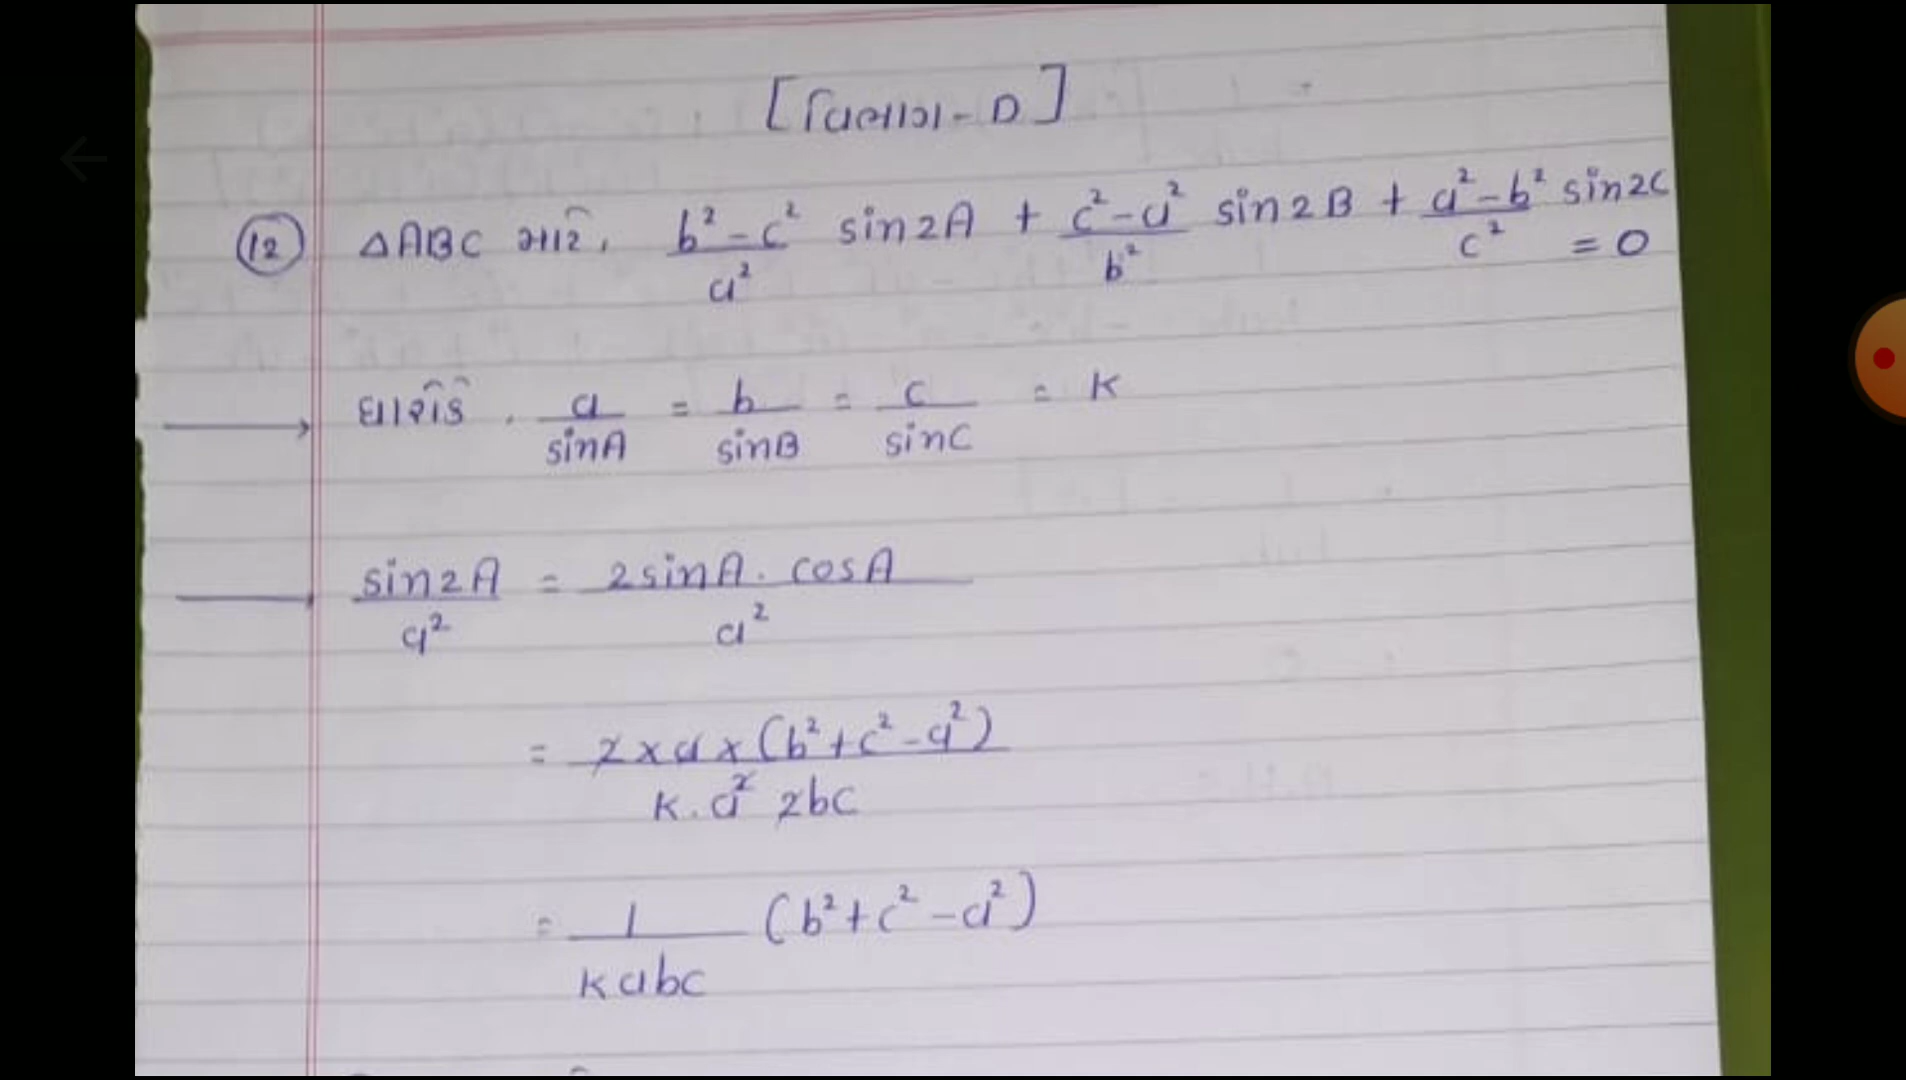 [વિભાગ - D]
(12) △ABC માટે, b² - c² / a² sin2A + c² - a² / b² sin2B + a² - b² / c² sin2C = 0
→ ધારોકે, a / sinA = b / sinB = c / sinC = K
→ sin2A / a² = 2sinA . cosA / a²
= 2 × a × (b² + c² - a²) / K . a² 2bc
= 1 / Kabc (b² + c² - a²)